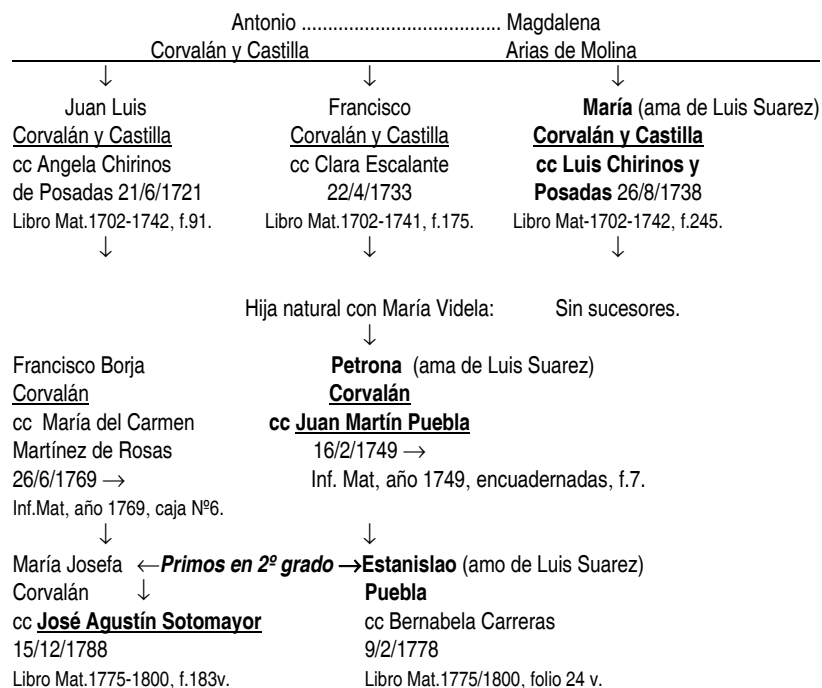 Antonio ..................................... Magdalena
Corvalán y Castilla Arias de Molina
↓ ↓ ↓
Juan Luis Francisco María (ama de Luis Suarez)
Corvalán y Castilla Corvalán y Castilla Corvalán y Castilla
cc Angela Chirinos cc Clara Escalante cc Luis Chirinos y
de Posadas 21/6/1721 22/4/1733 Posadas 26/8/1738
Libro Mat.1702-1742, f.91. Libro Mat.1702-1741, f.175. Libro Mat-1702-1742, f.245.
↓ ↓ ↓
Hija natural con María Videla: Sin sucesores.
↓
Francisco Borja Petrona (ama de Luis Suarez)
Corvalán Corvalán
cc María del Carmen cc Juan Martín Puebla
Martínez de Rosas 16/2/1749 →
26/6/1769 → Inf. Mat, año 1749, encuadernadas, f.7.
Inf.Mat, año 1769, caja Nº6.
↓ ↓
María Josefa ←Primos en 2º grado →Estanislao (amo de Luis Suarez)
Corvalán ↓ Puebla
cc José Agustín Sotomayor cc Bernabela Carreras
15/12/1788 9/2/1778
Libro Mat.1775-1800, f.183v. Libro Mat.1775/1800, folio 24 v.